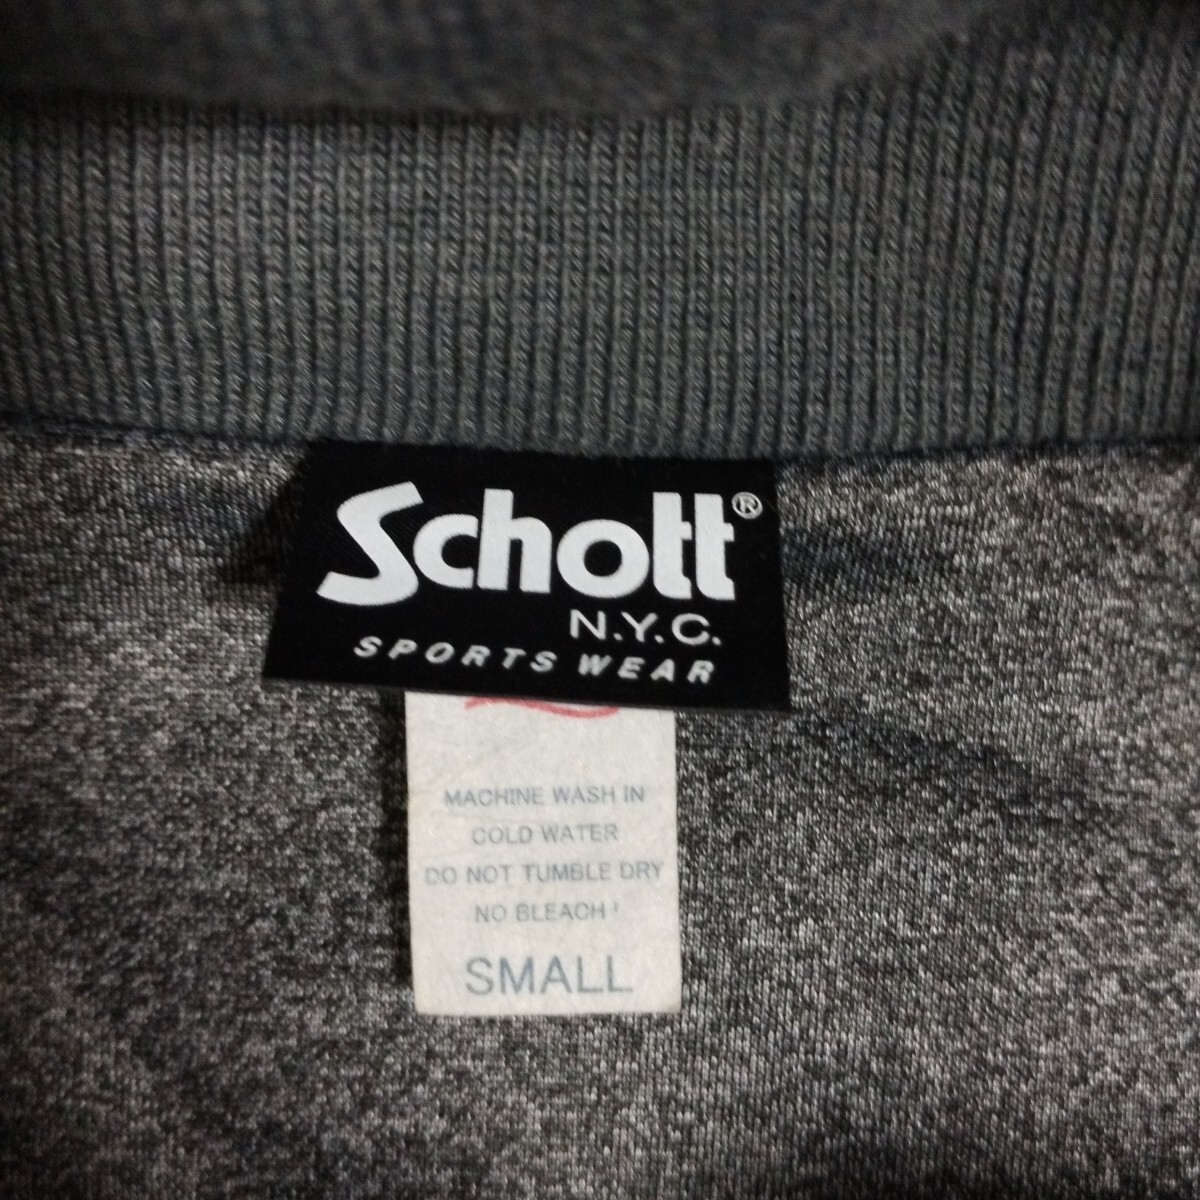 Schott®
N.Y.C.
SPORTS WEAR
MACHINE WASH IN
COLD WATER
DO NOT TUMBLE DRY
NO BLEACH!
SMALL